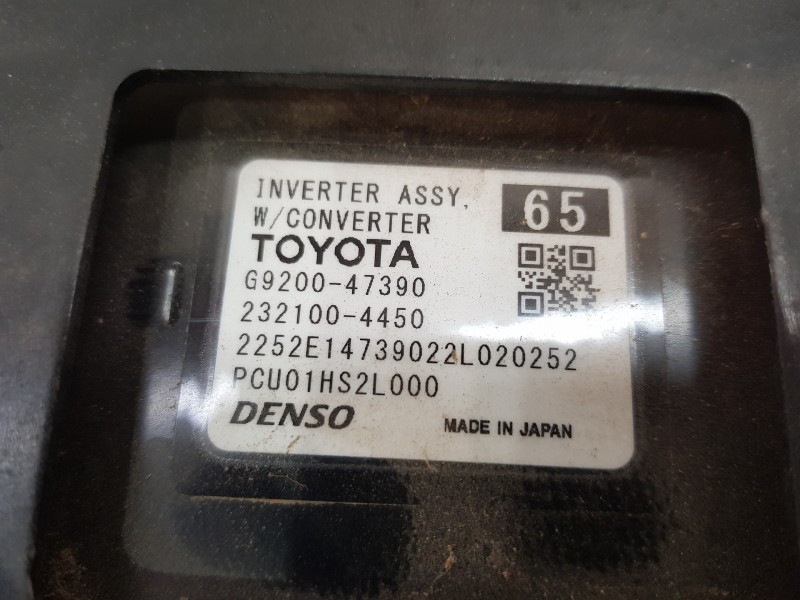 INVERTER ASSY,
W/CONVERTER
65
TOYOTA
G9200-47390
232100-4450
2252E14739022L020252
PCU01HS2L000
DENSO
MADE IN JAPAN